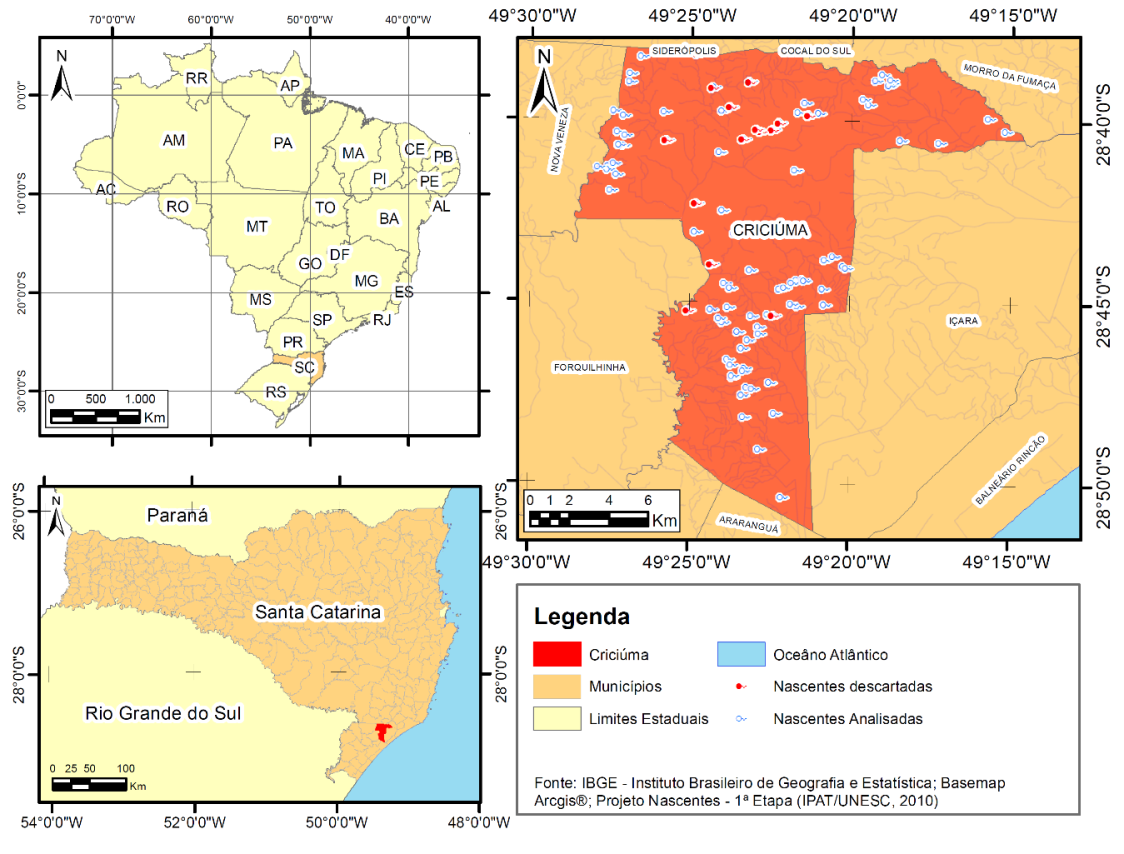 70°0'0"W 60°0'0"W 50°0'0"W 40°0'0"W
N
0°0'0"
10°0'0"S
20°0'0"S
30°0'0"S
RR
AP
AM
PA
MA
CE
PB
PI
PE
AC
AL
RO
TO
BA
MT
DF
GO
MG
MS
ES
SP
RJ
PR
SC
RS
0 500 1.000
Km
49°30'0"W 49°25'0"W 49°20'0"W 49°15'0"W
N
SIDERÓPOLIS
COCAL DO SUL
MORRO DA FUMAÇA
NOVA VENEZA
28°40'0"S
CRICIÚMA
28°45'0"S
IÇARA
FORQUILHINHA
BALNEÁRIO RINCÃO
28°50'0"S
0 1 2 4 6
Km
ARARANGUÁ
49°30'0"W 49°25'0"W 49°20'0"W 49°15'0"W
N
26°0'0"S
26°0'0"S
Paraná
Santa Catarina
28°0'0"S
28°0'0"S
Rio Grande do Sul
0 25 50 100
Km
54°0'0"W 52°0'0"W 50°0'0"W 48°0'0"W
Legenda
Criciúma
Oceâno Atlântico
Municípios
Nascentes descartadas
Limites Estaduais
Nascentes Analisadas
Fonte: IBGE - Instituto Brasileiro de Geografia e Estatística; Basemap
Arcgis®; Projeto Nascentes - 1ª Etapa (IPAT/UNESC, 2010)